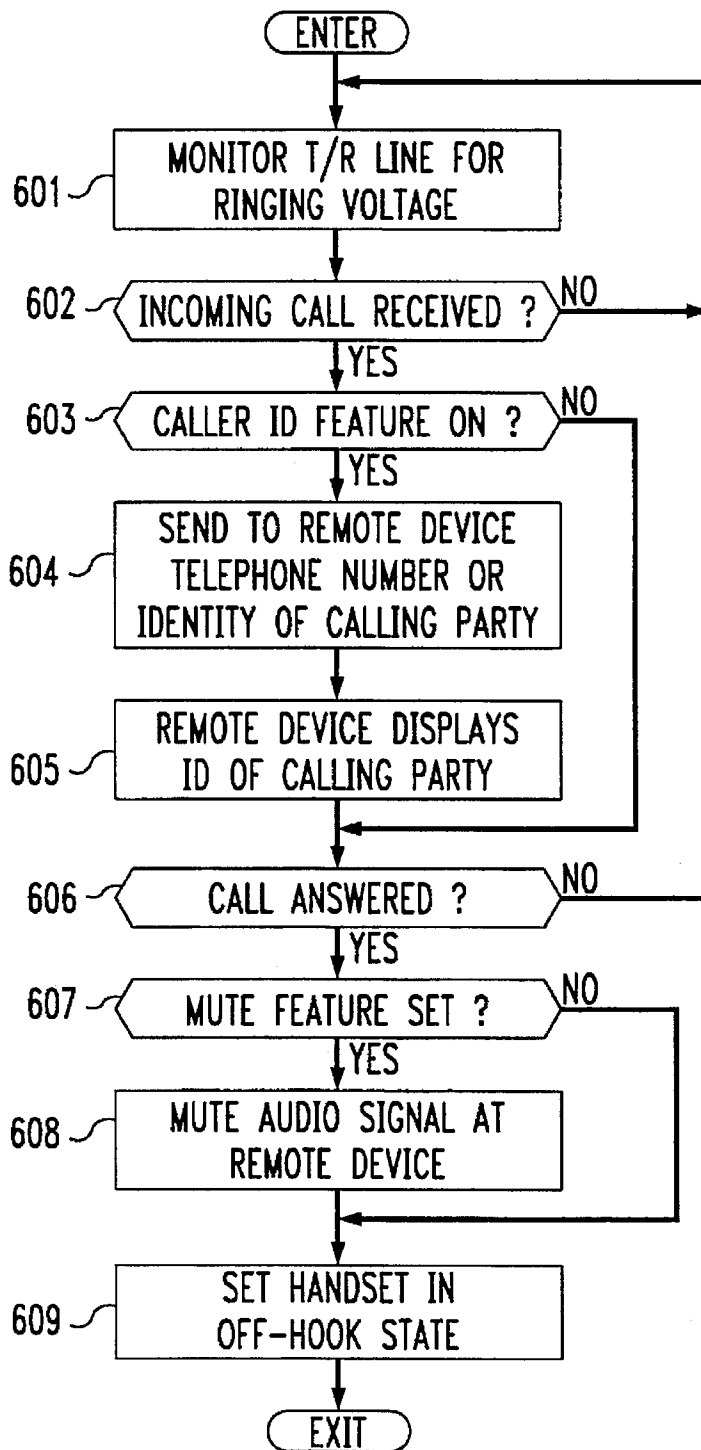 ENTER
601
MONITOR T/R LINE FOR
RINGING VOLTAGE
602
INCOMING CALL RECEIVED ?
NO
YES
603
CALLER ID FEATURE ON ?
NO
YES
604
SEND TO REMOTE DEVICE
TELEPHONE NUMBER OR
IDENTITY OF CALLING PARTY
605
REMOTE DEVICE DISPLAYS
ID OF CALLING PARTY
606
CALL ANSWERED ?
NO
YES
607
MUTE FEATURE SET ?
NO
YES
608
MUTE AUDIO SIGNAL AT
REMOTE DEVICE
609
SET HANDSET IN
OFF-HOOK STATE
EXIT